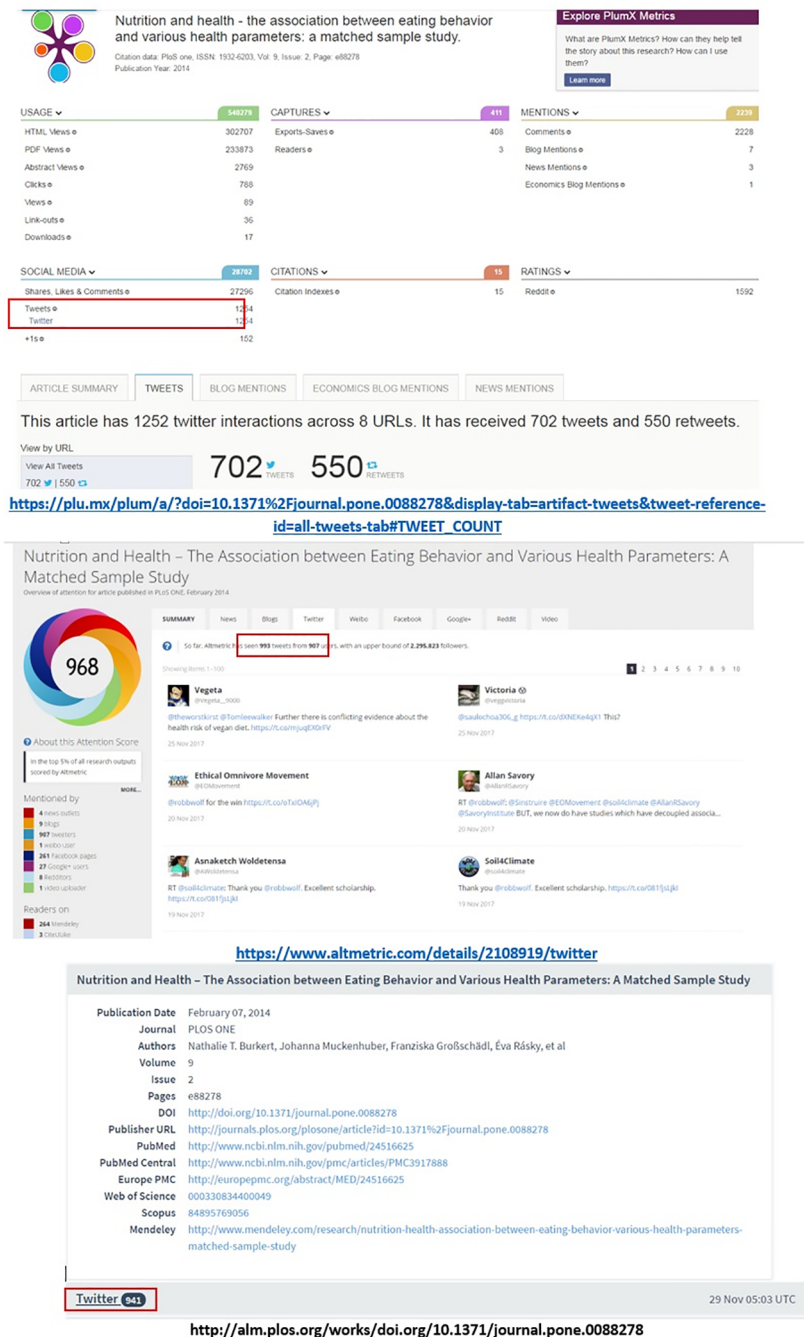 Nutrition and health - the association between eating behavior
and various health parameters: a matched sample study.
Citation data: PloS one, ISSN: 1932-6203, Vol: 9, Issue: 2, Page: e88278
Publication Year: 2014
Explore PlumX Metrics
What are PlumX Metrics? How can they help tell
the story about this research? How can I use
them?
Learn more
USAGE 548279
HTML Views 302707
PDF Views 233873
Abstract Views 2769
Clicks 788
Views 89
Link-outs 36
Downloads 17
CAPTURES 411
Exports-Saves 408
Readers 3
MENTIONS 2239
Comments 2228
Blog Mentions 7
News Mentions 3
Economics Blog Mentions 1
SOCIAL MEDIA 28702
Shares, Likes & Comments 27296
Tweets 1254
Twitter 1254
+1s 152
CITATIONS 15
Citation Indexes 15
RATINGS
Reddit 1592
ARTICLE SUMMARY TWEETS BLOG MENTIONS ECONOMICS BLOG MENTIONS NEWS MENTIONS
This article has 1252 twitter interactions across 8 URLs. It has received 702 tweets and 550 retweets.
View by URL
View All Tweets
702 | 550
702 TWEETS 550 RETWEETS
https://plu.mx/plum/a/?doi=10.1371%2Fjournal.pone.0088278&display-tab=artifact-tweets&tweet-reference-
id=all-tweets-tab#TWEET_COUNT
Nutrition and Health – The Association between Eating Behavior and Various Health Parameters: A
Matched Sample Study
Overview of attention for article published in PLoS ONE, February 2014
968
SUMMARY News Blogs Twitter Weibo Facebook Google+ Reddit Video
So far, Altmetric has seen 993 tweets from 907 users, with an upper bound of 2,295,823 followers.
Showing items 1–100
1 2 3 4 5 6 7 8 9 10
Vegeta
@Vegeta__9000
@theworstkirst @Tomleewalker Further there is conflicting evidence about the
health risk of vegan diet.
25 Nov 2017
Victoria
@veggievictoria
@saulochoa306_g https://t.co/dXNEKe4qX1 This?
25 Nov 2017
About this Attention Score
In the top 5% of all research outputs
scored by Altmetric
MORE...
Mentioned by
4 news outlets
9 blogs
907 tweeters
1 weibo user
261 Facebook pages
27 Google+ users
8 Redditors
1 video uploader
Readers on
264 Mendeley
3 CiteULike
Ethical Omnivore Movement
@EOMovement
@robbwolf for the win https://t.co/oTxIOA6jPj
20 Nov 2017
Allan Savory
@AllanRSavory
RT @robbwolf: @Sinstruire @EOMovement @soil4climate @AllanRSavory
@SavoryInstitute BUT, we now do have studies which have decoupled associa...
20 Nov 2017
Asnaketch Woldetensa
@AWoldetensa
RT @soil4climate: Thank you @robbwolf. Excellent scholarship.
https://t.co/081fjsLjkI
19 Nov 2017
Soil4Climate
@soil4climate
Thank you @robbwolf. Excellent scholarship. https://t.co/081fjsLjkI
19 Nov 2017
https://www.altmetric.com/details/2108919/twitter
Nutrition and Health – The Association between Eating Behavior and Various Health Parameters: A Matched Sample Study
Publication Date February 07, 2014
Journal PLOS ONE
Authors Nathalie T. Burkert, Johanna Muckenhuber, Franziska Großschädl, Éva Rásky, et al
Volume 9
Issue 2
Pages e88278
DOI http://doi.org/10.1371/journal.pone.0088278
Publisher URL http://journals.plos.org/plosone/article?id=10.1371%2Fjournal.pone.0088278
PubMed http://www.ncbi.nlm.nih.gov/pubmed/24516625
PubMed Central http://www.ncbi.nlm.nih.gov/pmc/articles/PMC3917888
Europe PMC http://europepmc.org/abstract/MED/24516625
Web of Science 000330834400049
Scopus 84895769056
Mendeley http://www.mendeley.com/research/nutrition-health-association-between-eating-behavior-various-health-parameters-
matched-sample-study
Twitter 941
29 Nov 05:03 UTC
http://alm.plos.org/works/doi.org/10.1371/journal.pone.0088278